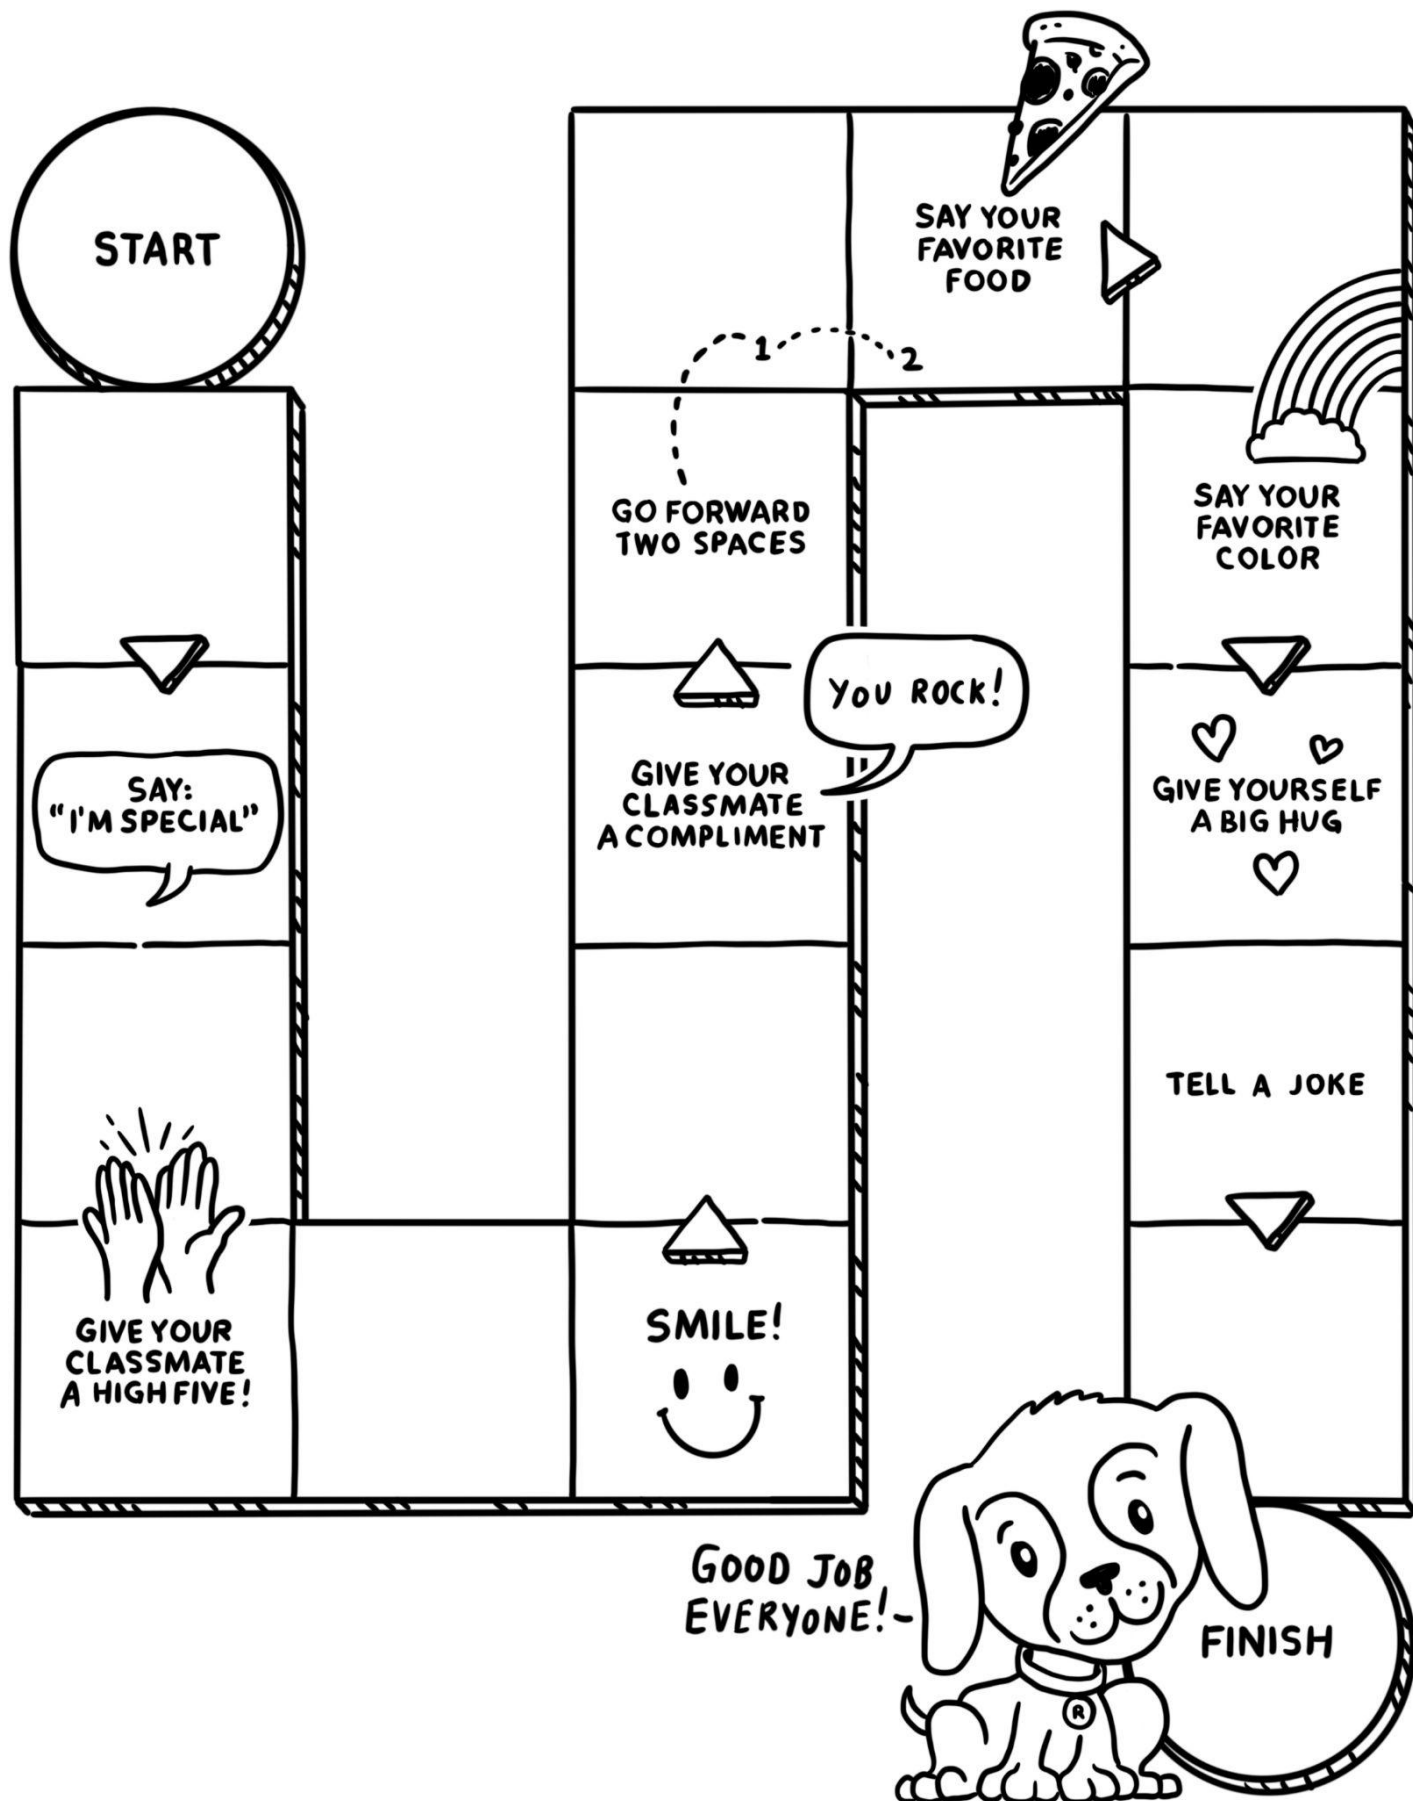 START
SAY:
"I'M SPECIAL"
GIVE YOUR
CLASSMATE
A HIGH FIVE!
SMILE!
GIVE YOUR
CLASSMATE
A COMPLIMENT
YOU ROCK!
GO FORWARD
TWO SPACES
1
2
SAY YOUR
FAVORITE
FOOD
SAY YOUR
FAVORITE
COLOR
GIVE YOURSELF
A BIG HUG
TELL A JOKE
GOOD JOB
EVERYONE!
R
FINISH